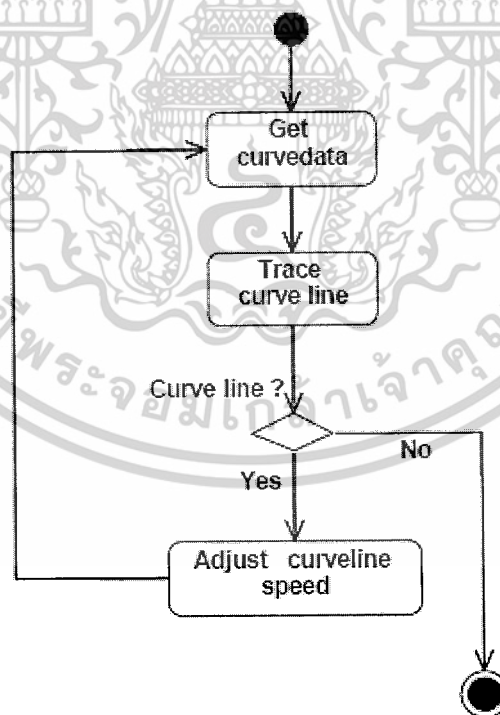 Get
curvedata
Trace
curve line
Curve line ?
No
Yes
Adjust curveline
speed